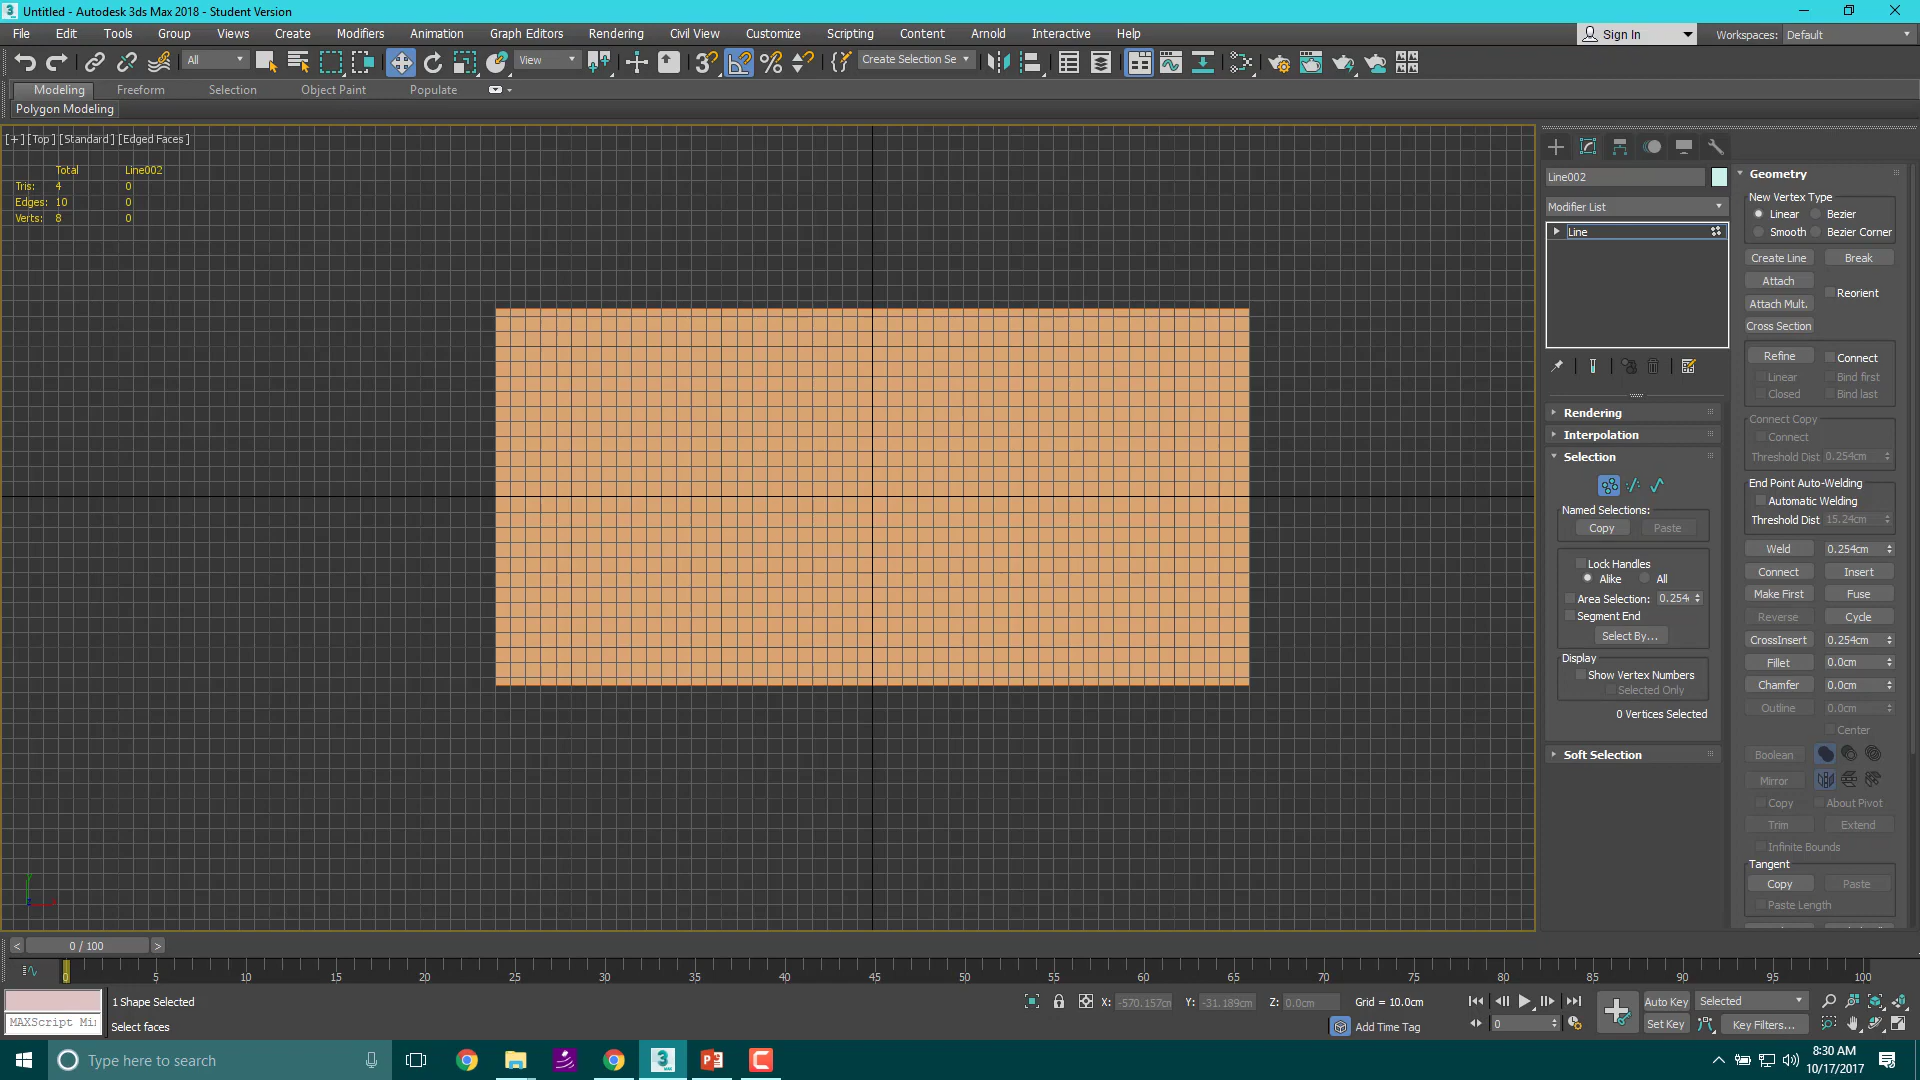 Untitled - Autodesk 3ds Max 2018 - Student Version
File Edit Tools Group Views Create Modifiers Animation Graph Editors Rendering Civil View Customize Scripting Content Arnold Interactive Help
Sign In Workspaces: Default
All View Create Selection Se
Modeling Freeform Selection Object Paint Populate
Polygon Modeling
[+] [Top] [Standard] [Edged Faces]
Total Line002
Tris: 4 0
Edges: 10 0
Verts: 8 0
Line002
Modifier List
Line
Rendering
Interpolation
Selection
Named Selections:
Copy Paste
Lock Handles
Alike All
Area Selection: 0.254
Segment End
Select By...
Display
Show Vertex Numbers
Selected Only
0 Vertices Selected
Soft Selection
Geometry
New Vertex Type
Linear Bezier
Smooth Bezier Corner
Create Line Break
Attach
Reorient
Attach Mult.
Cross Section
Refine Connect
Linear Bind first
Closed Bind last
Connect Copy
Connect
Threshold Dist 0.254cm
End Point Auto-Welding
Automatic Welding
Threshold Dist 15.24cm
Weld 0.254cm
Connect Insert
Make First Fuse
Reverse Cycle
CrossInsert 0.254cm
Fillet 0.0cm
Chamfer 0.0cm
Outline 0.0cm
Center
Boolean
Mirror
Copy About Pivot
Trim Extend
Infinite Bounds
Tangent
Copy Paste
Paste Length
< 0 / 100 >
0 5 10 15 20 25 30 35 40 45 50 55 60 65 70 75 80 85 90 95 100
1 Shape Selected
MAXScript Mi
Select faces
X: -570.157cm Y: -31.189cm Z: 0.0cm Grid = 10.0cm
Add Time Tag
0
Auto Key Selected
Set Key Key Filters...
Type here to search
8:30 AM
10/17/2017